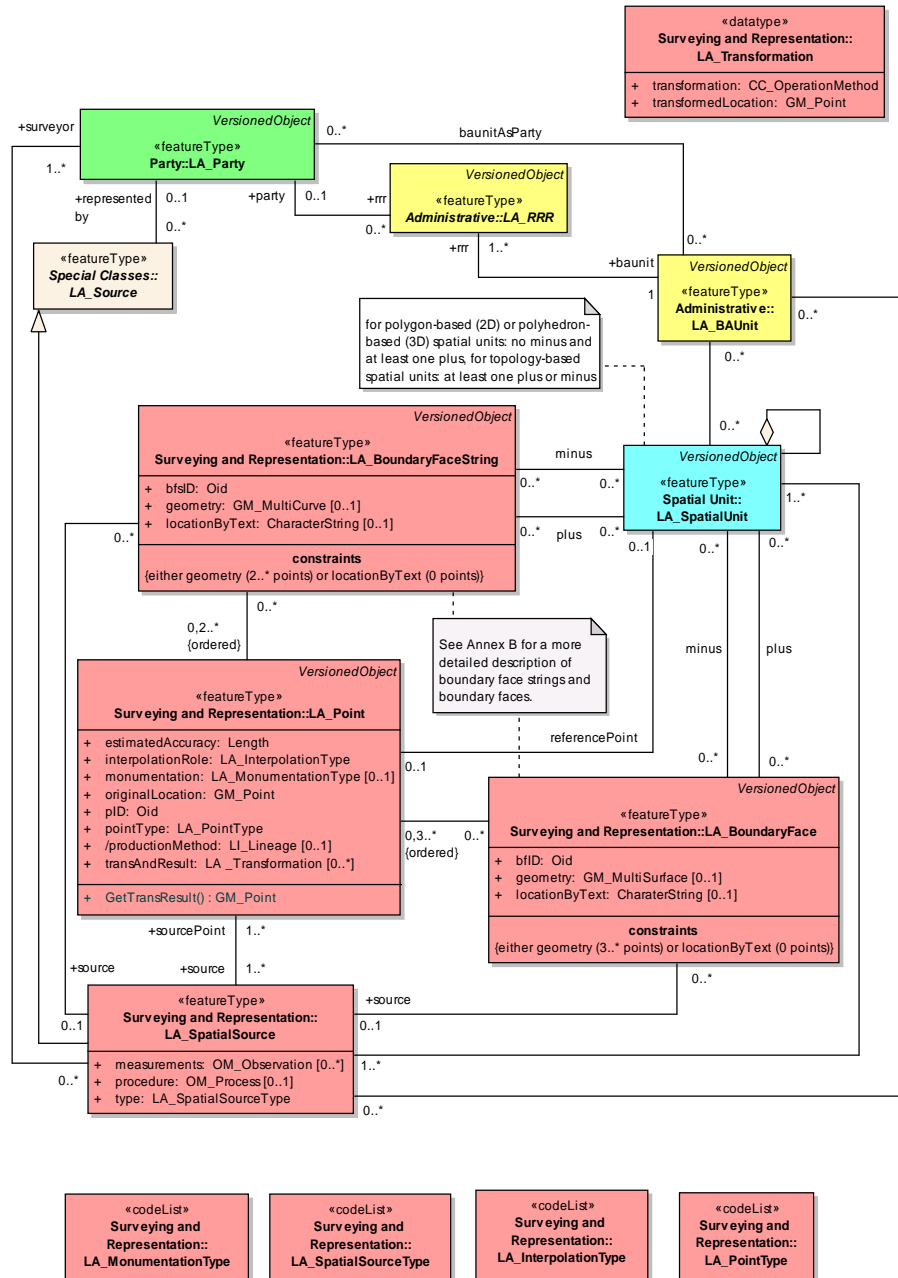 «datatype»
Surveying and Representation::
LA_Transformation
+ transformation: CC_OperationMethod
+ transformedLocation: GM_Point
VersionedObject
«featureType»
Party::LA_Party
+surveyor
1..*
0..*
baunitAsParty
0..*
+represented
by
0..1
0..*
+party
0..1
+rrr
0..*
VersionedObject
«featureType»
Administrative::LA_RRR
+rrr
1..*
+baunit
1
«featureType»
Special Classes::
LA_Source
VersionedObject
«featureType»
Administrative::
LA_BAUnit
0..*
0..*
for polygon-based (2D) or polyhedron-
based (3D) spatial units: no minus and
at least one plus, for topology-based
spatial units: at least one plus or minus
0..*
VersionedObject
«featureType»
Surveying and Representation::LA_BoundaryFaceString
+ bfsID: Oid
+ geometry: GM_MultiCurve [0..1]
+ locationByText: CharacterString [0..1]
constraints
{either geometry (2..* points) or locationByText (0 points)}
minus
0..*
0..*
0..*
plus
0..*
VersionedObject
«featureType»
Spatial Unit::
LA_SpatialUnit
1..*
0..1
0..*
0..*
0..*
0..*
0,2..*
{ordered}
See Annex B for a more
detailed description of
boundary face strings and
boundary faces.
minus
plus
VersionedObject
«featureType»
Surveying and Representation::LA_Point
+ estimatedAccuracy: Length
+ interpolationRole: LA_InterpolationType
+ monumentation: LA_MonumentationType [0..1]
+ originalLocation: GM_Point
+ pID: Oid
+ pointType: LA_PointType
+ /productionMethod: LI_Lineage [0..1]
+ transAndResult: LA _Transformation [0..*]
+ GetTransResult() : GM_Point
referencePoint
0..1
0..*
0..*
0,3..*
{ordered}
0..*
VersionedObject
«featureType»
Surveying and Representation::LA_BoundaryFace
+ bfID: Oid
+ geometry: GM_MultiSurface [0..1]
+ locationByText: CharaterString [0..1]
constraints
{either geometry (3..* points) or locationByText (0 points)}
+sourcePoint
1..*
+source
+source
1..*
0..*
«featureType»
Surveying and Representation::
LA_SpatialSource
+ measurements: OM_Observation [0..*]
+ procedure: OM_Process [0..1]
+ type: LA_SpatialSourceType
+source
0..1
0..1
1..*
0..*
0..*
«codeList»
Surveying and
Representation::
LA_MonumentationType
«codeList»
Surveying and
Representation::
LA_SpatialSourceType
«codeList»
Surveying and
Representation::
LA_InterpolationType
«codeList»
Surveying and
Representation::
LA_PointType